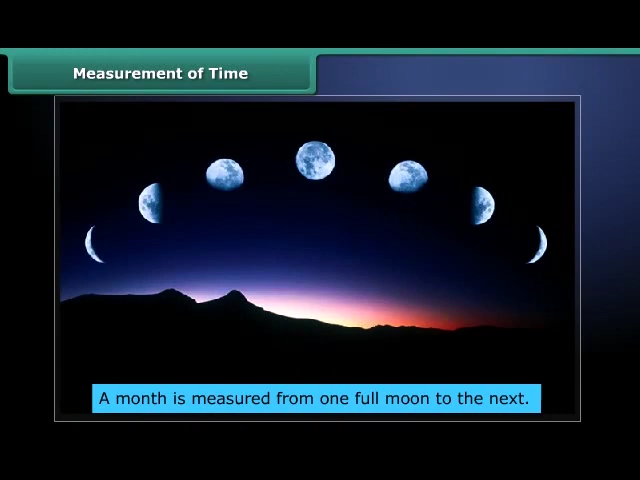 Measurement of Time
A month is measured from one full moon to the next.